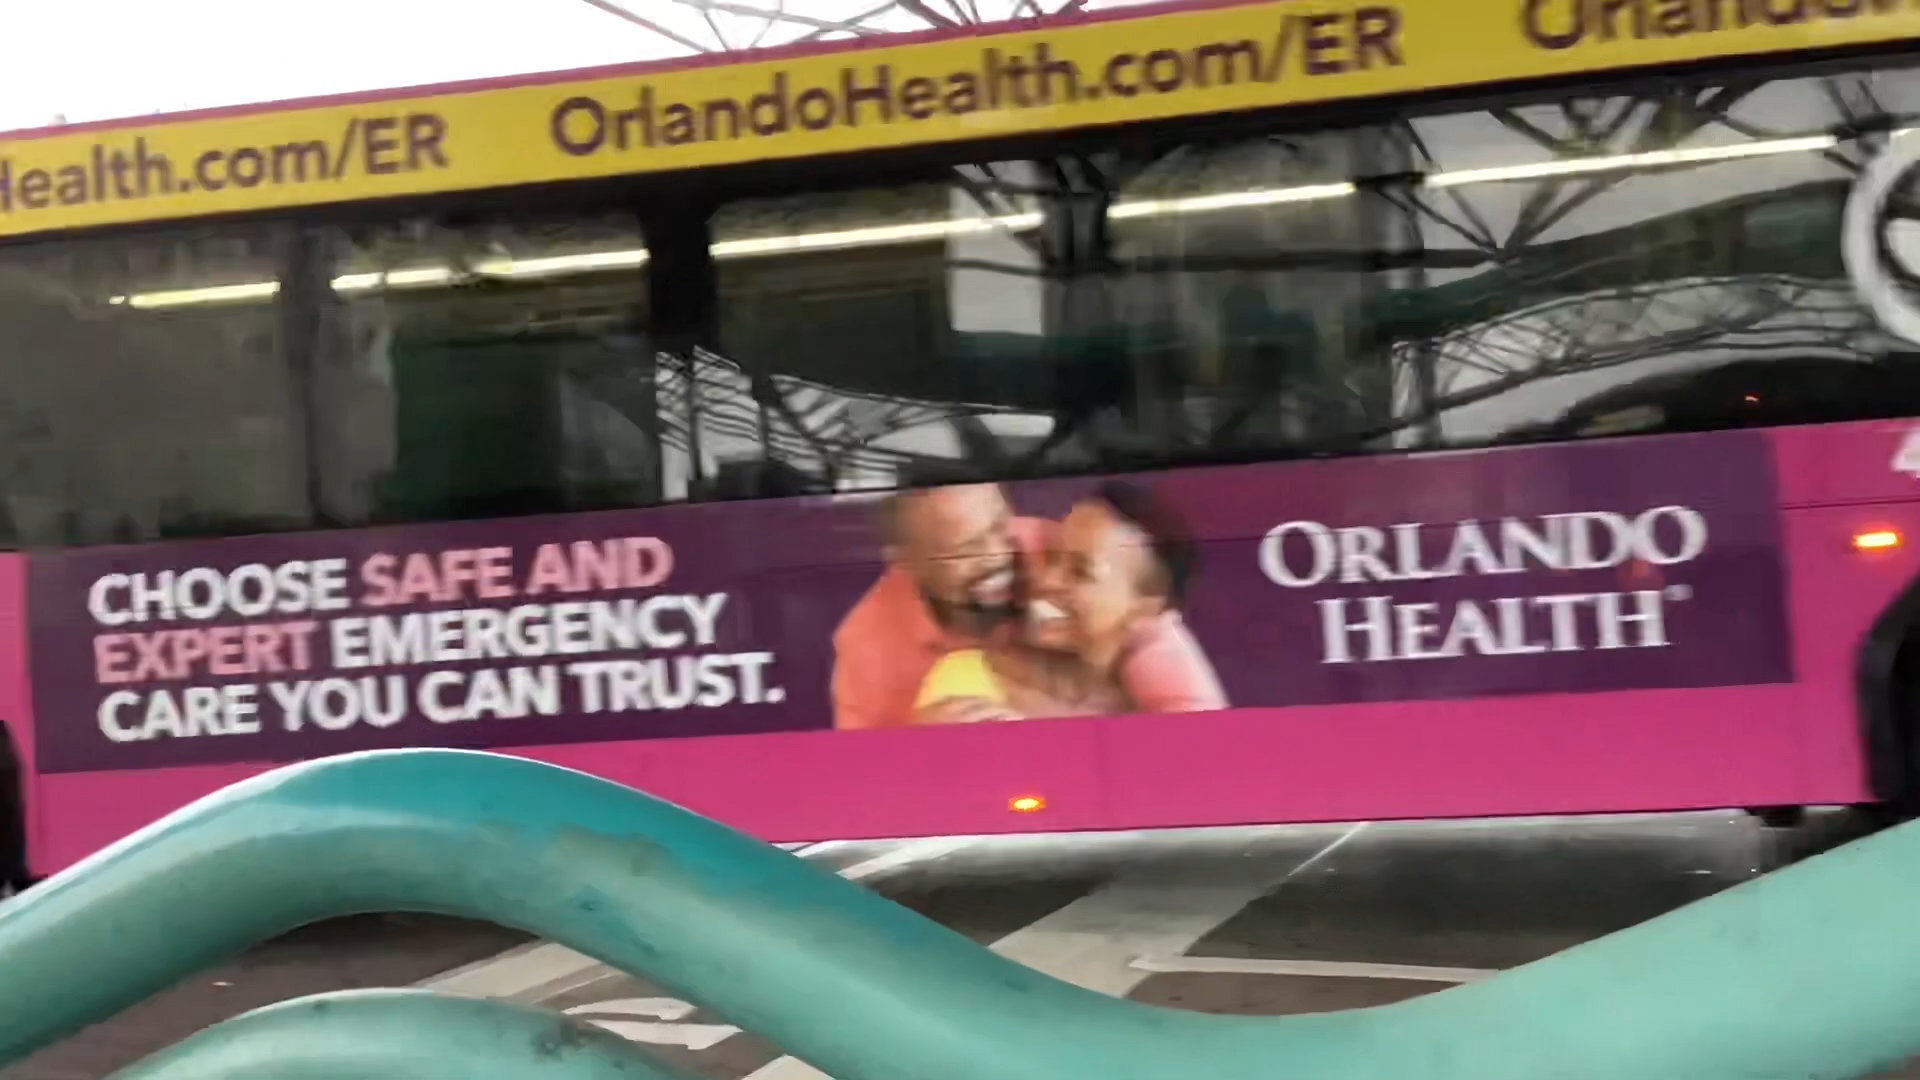 Health.com/ER OrlandoHealth.com/ER
CHOOSE SAFE AND
EXPERT EMERGENCY
CARE YOU CAN TRUST.
ORLANDO
HEALTH